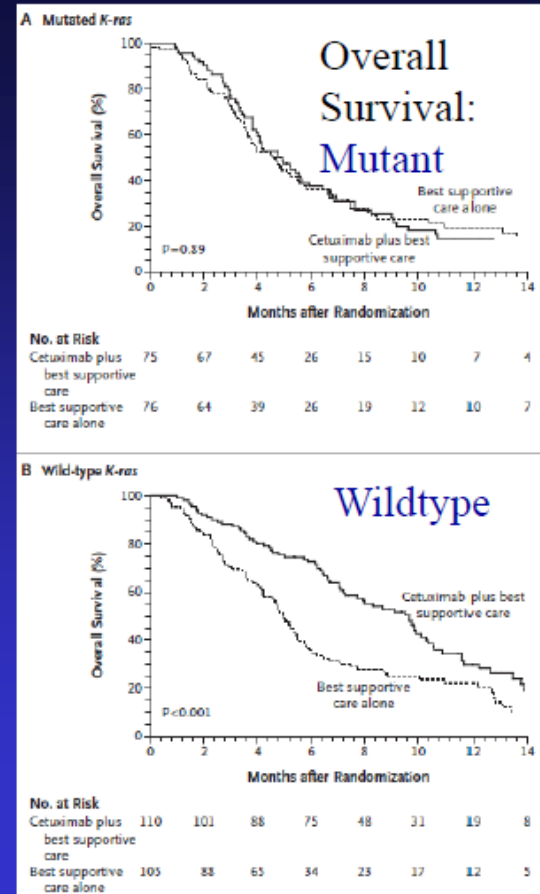 A Mutated K-ras
Overall
Survival:
Mutant
Overall Survival (%)
100
80
60
40
20
0
P=0.89
Best supportive
care alone
Cetuximab plus best
supportive care
0 2 4 6 8 10 12 14
Months after Randomization
No. at Risk
Cetuximab plus 75 67 45 26 15 10 7 4
best supportive
care
Best supportive 76 64 39 26 19 12 10 7
care alone
B Wild-type K-ras
Wildtype
Overall Survival (%)
100
80
60
40
20
0
P<0.001
Cetuximab plus best
supportive care
Best supportive
care alone
0 2 4 6 8 10 12 14
Months after Randomization
No. at Risk
Cetuximab plus 110 101 88 75 48 31 19 8
best supportive
care
Best supportive 105 88 65 34 23 17 12 5
care alone